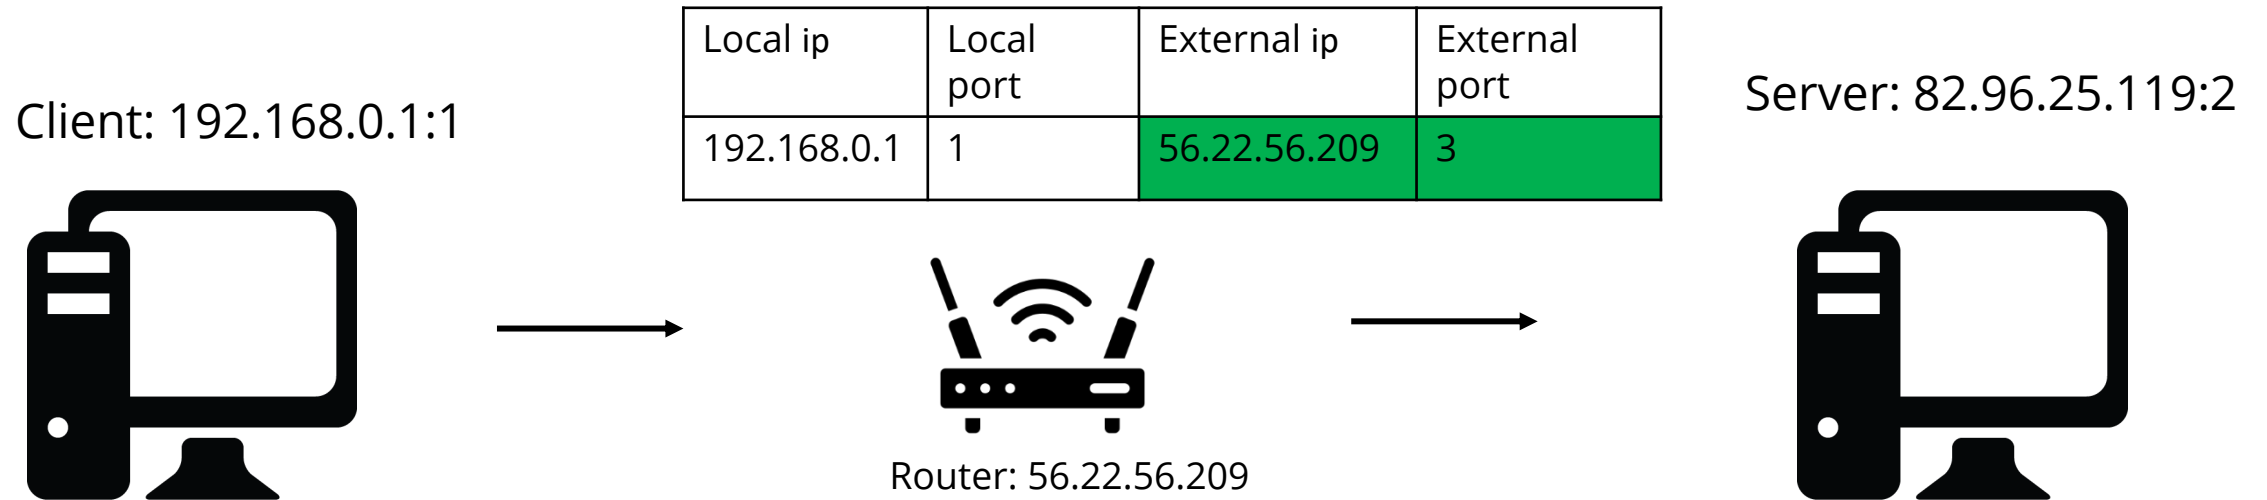 Client: 192.168.0.1:1
Local ip
Local
port
External ip
External
port
192.168.0.1
1
56.22.56.209
3
Server: 82.96.25.119:2
Router: 56.22.56.209